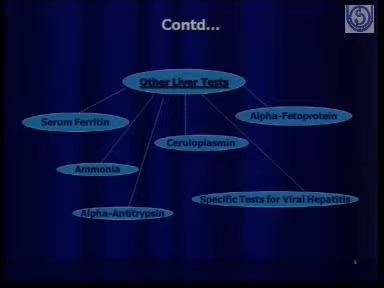 Contd...
Other Liver Tests
Serum Ferritin
Alpha-Fetoprotein
Ceruloplasmin
Ammonia
Specific Tests for Viral Hepatitis
Alpha-Antitrypsin